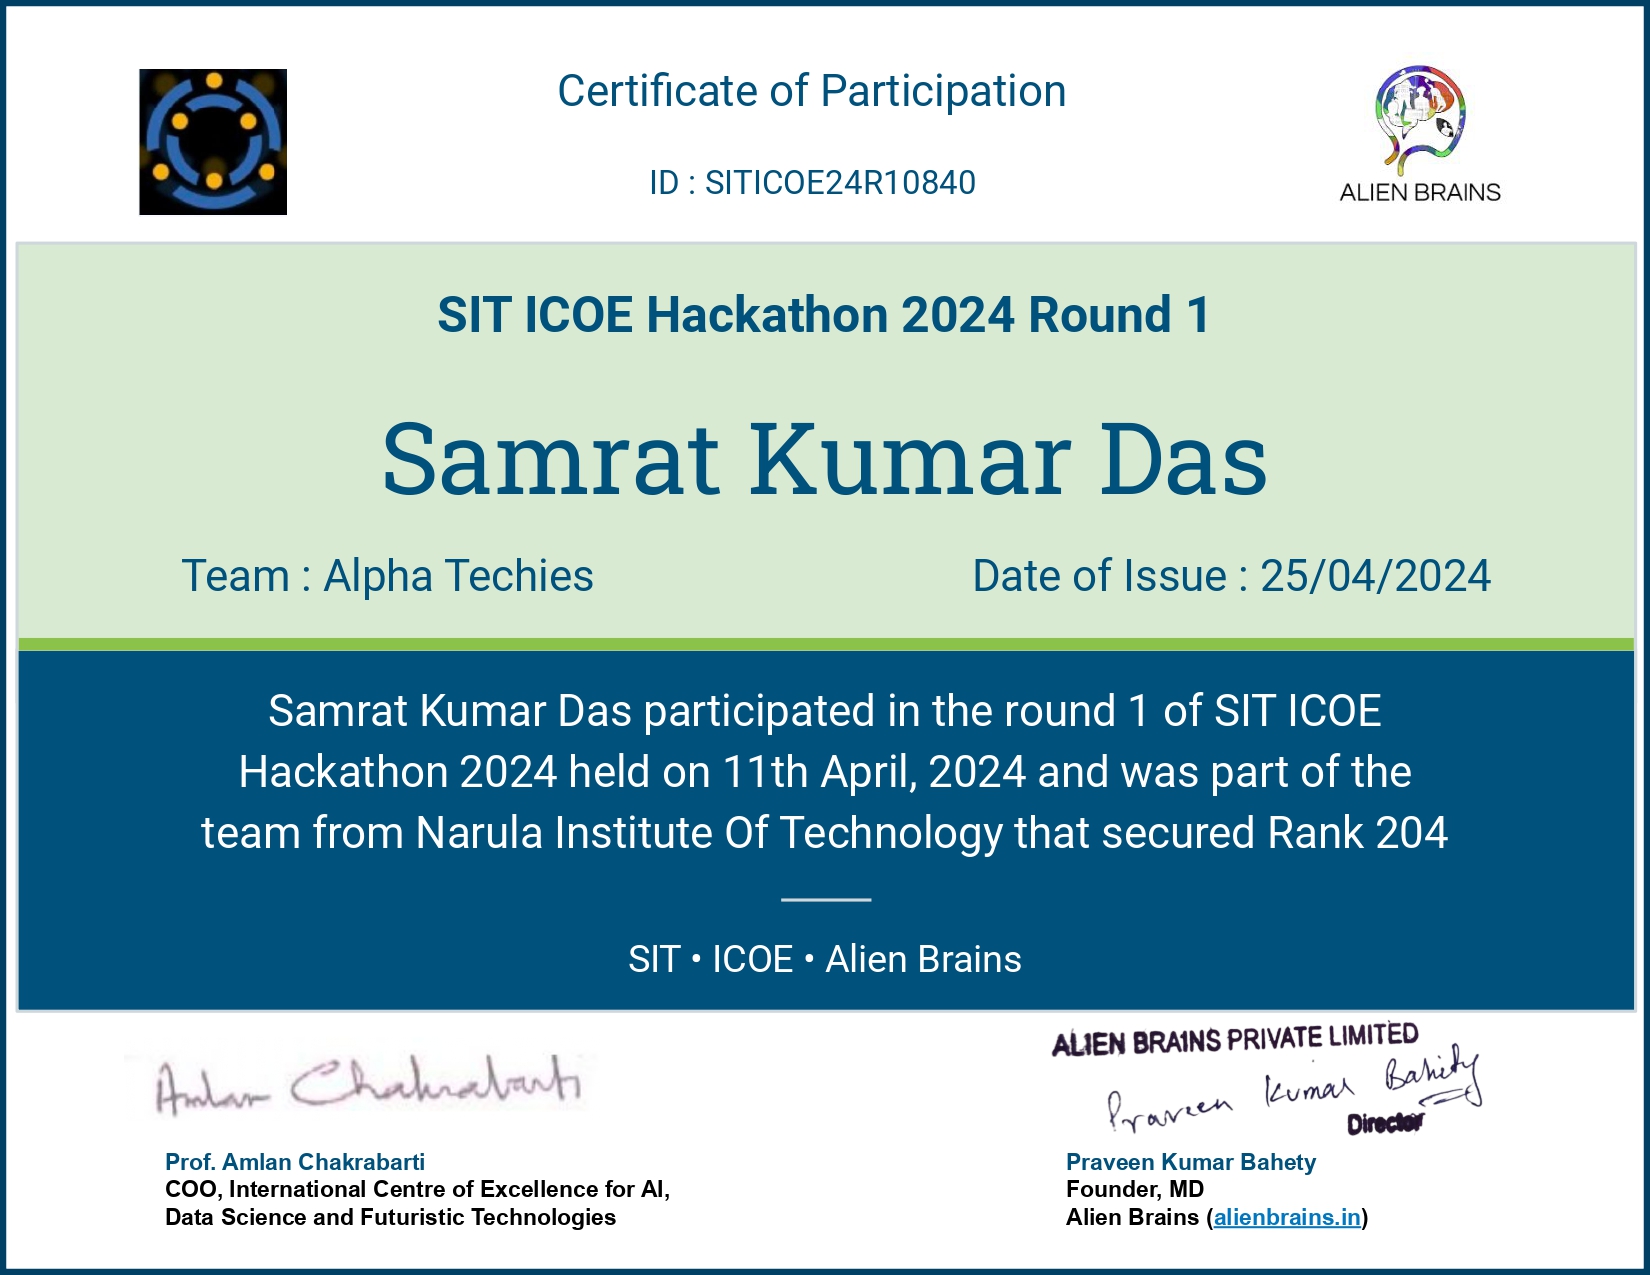 Certificate of Participation
ID : SITICOE24R10840
ALIEN BRAINS
SIT ICOE Hackathon 2024 Round 1
Samrat Kumar Das
Team : Alpha Techies
Date of Issue : 25/04/2024
Samrat Kumar Das participated in the round 1 of SIT ICOE
Hackathon 2024 held on 11th April, 2024 and was part of the
team from Narula Institute Of Technology that secured Rank 204
SIT • ICOE • Alien Brains
Amlan Chakrabarti
Prof. Amlan Chakrabarti
COO, International Centre of Excellence for AI,
Data Science and Futuristic Technologies
ALIEN BRAINS PRIVATE LIMITED
Praveen Kumar Bahety
Director
Praveen Kumar Bahety
Founder, MD
Alien Brains (alienbrains.in)